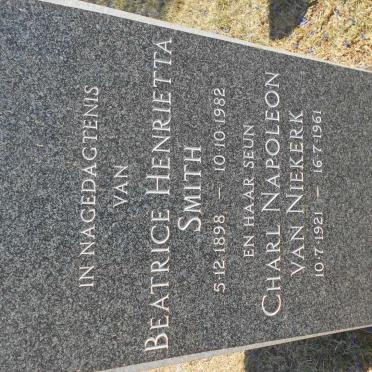 IN NAGEDAGTENIS
VAN
BEATRICE HENRIETTA
SMITH
5·12·1898 — 10·10·1982
EN HAAR SEUN
CHARL NAPOLEON
VAN NIEKERK
10·7·1921 — 16·7·1961